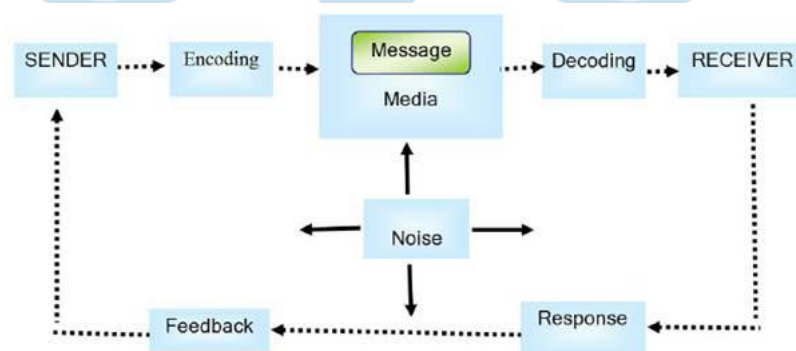 SENDER
Encoding
Message
Media
Decoding
RECEIVER
Noise
Feedback
Response